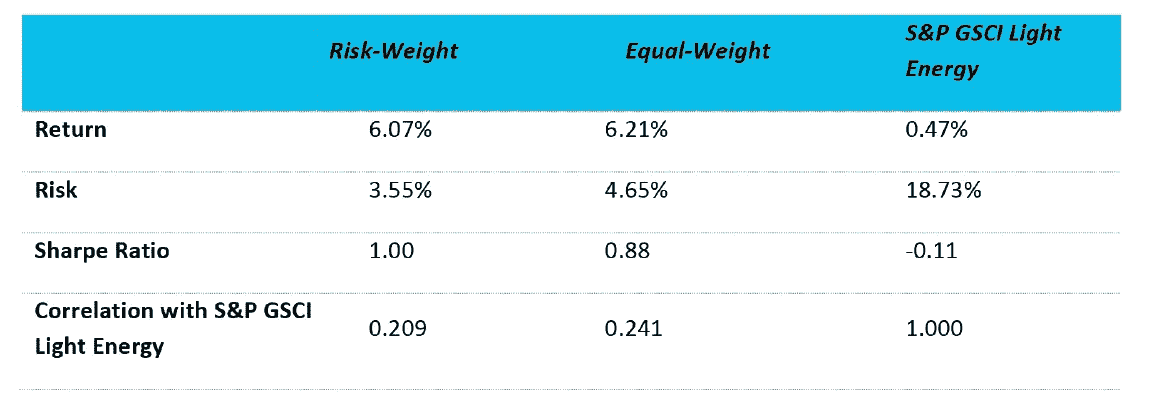 Risk-Weight Equal-Weight S&P GSCI Light
Energy
Return 6.07% 6.21% 0.47%
Risk 3.55% 4.65% 18.73%
Sharpe Ratio 1.00 0.88 -0.11
Correlation with S&P GSCI
Light Energy 0.209 0.241 1.000